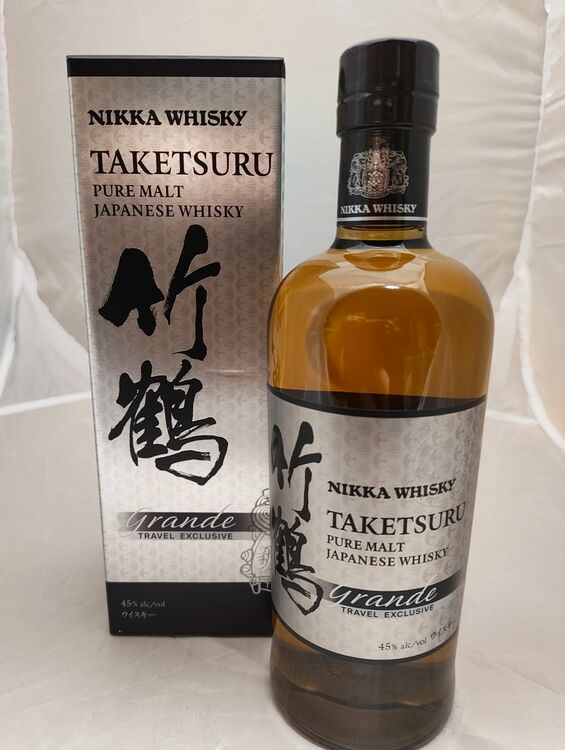 NIKKA WHISKY
TAKETSURU
PURE MALT
JAPANESE WHISKY
竹鶴
Grande
TRAVEL EXCLUSIVE
45% alc/vol
ウイスキー
NIKKA WHISKY
竹鶴
NIKKA WHISKY
TAKETSURU
PURE MALT
JAPANESE WHISKY
Grande
TRAVEL EXCLUSIVE
45% alc/vol ウイスキー